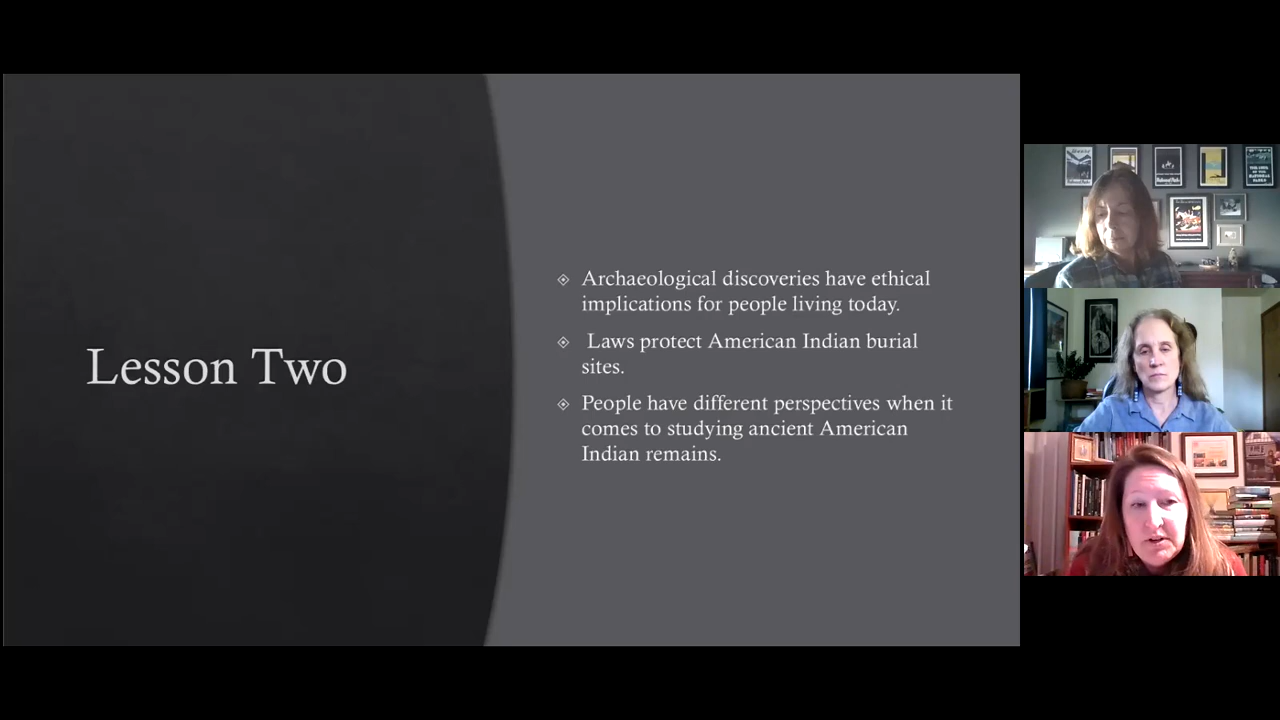 Lesson Two
Archaeological discoveries have ethical
implications for people living today.
Laws protect American Indian burial
sites.
People have different perspectives when it
comes to studying ancient American
Indian remains.